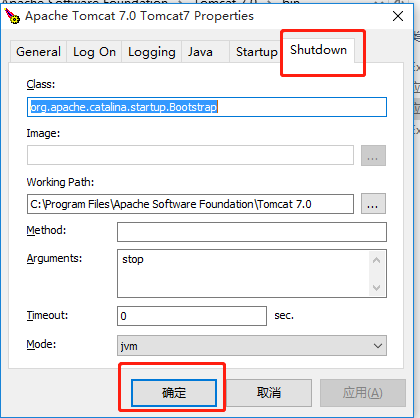 Apache Tomcat 7.0 Tomcat7 Properties
General Log On Logging Java Startup Shutdown
Class:
org.apache.catalina.startup.Bootstrap
Image:
...
Working Path:
C:\Program Files\Apache Software Foundation\Tomcat 7.0 ...
Method:
Arguments: stop
Timeout: 0 sec.
Mode: jvm
确定 取消 应用(A)